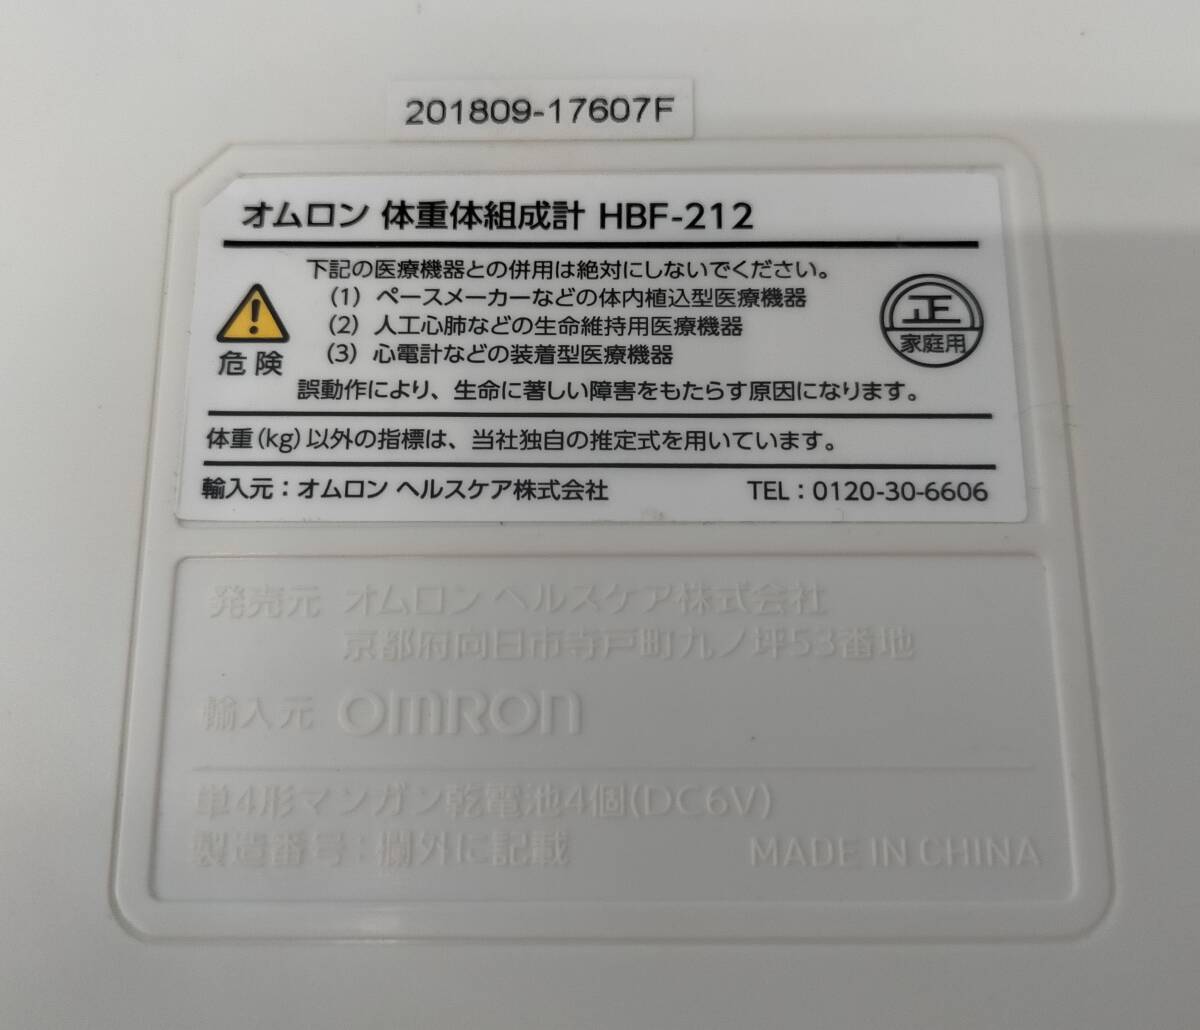 201809-17607F
オムロン 体重体組成計 HBF-212
下記の医療機器との併用は絶対にしないでください。
(1) ペースメーカーなどの体内植込型医療機器
(2) 人工心肺などの生命維持用医療機器
(3) 心電計などの装着型医療機器
危険
誤動作により、生命に著しい障害をもたらす原因になります。
正
家庭用
体重(kg)以外の指標は、当社独自の推定式を用いています。
輸入元:オムロン ヘルスケア株式会社 TEL:0120-30-6606
発売元 オムロン ヘルスケア株式会社
京都府向日市寺戸町九ノ坪53番地
輸入元 OMRON
単4形マンガン乾電池4個(DC6V)
製造番号:欄外に記載 MADE IN CHINA